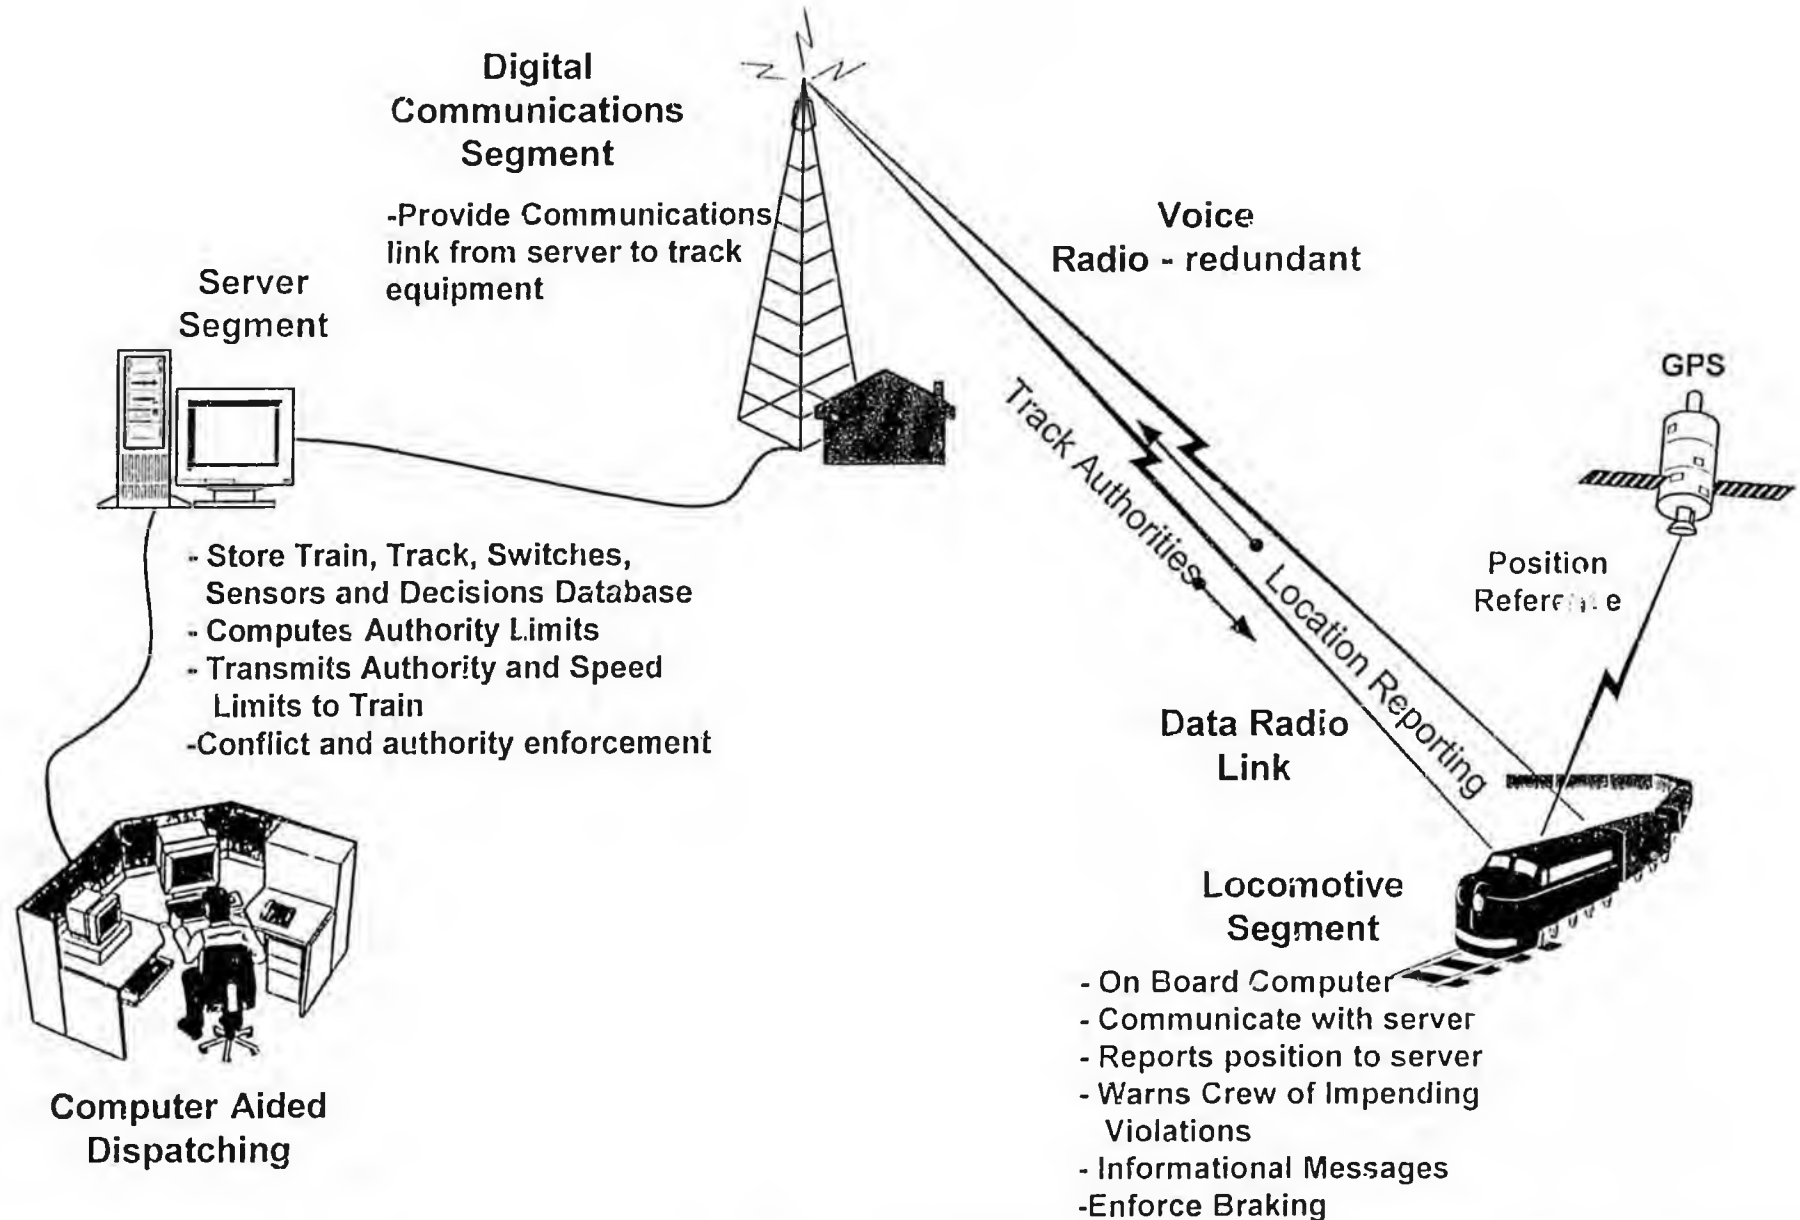 Digital
Communications
Segment
-Provide Communications
link from server to track
equipment
Server
Segment
- Store Train, Track, Switches,
Sensors and Decisions Database
- Computes Authority Limits
- Transmits Authority and Speed
Limits to Train
-Conflict and authority enforcement
Computer Aided
Dispatching
Voice
Radio - redundant
Track Authorities
Location Reporting
Data Radio
Link
GPS
Position
Reference
Locomotive
Segment
- On Board Computer
- Communicate with server
- Reports position to server
- Warns Crew of Impending
Violations
- Informational Messages
-Enforce Braking